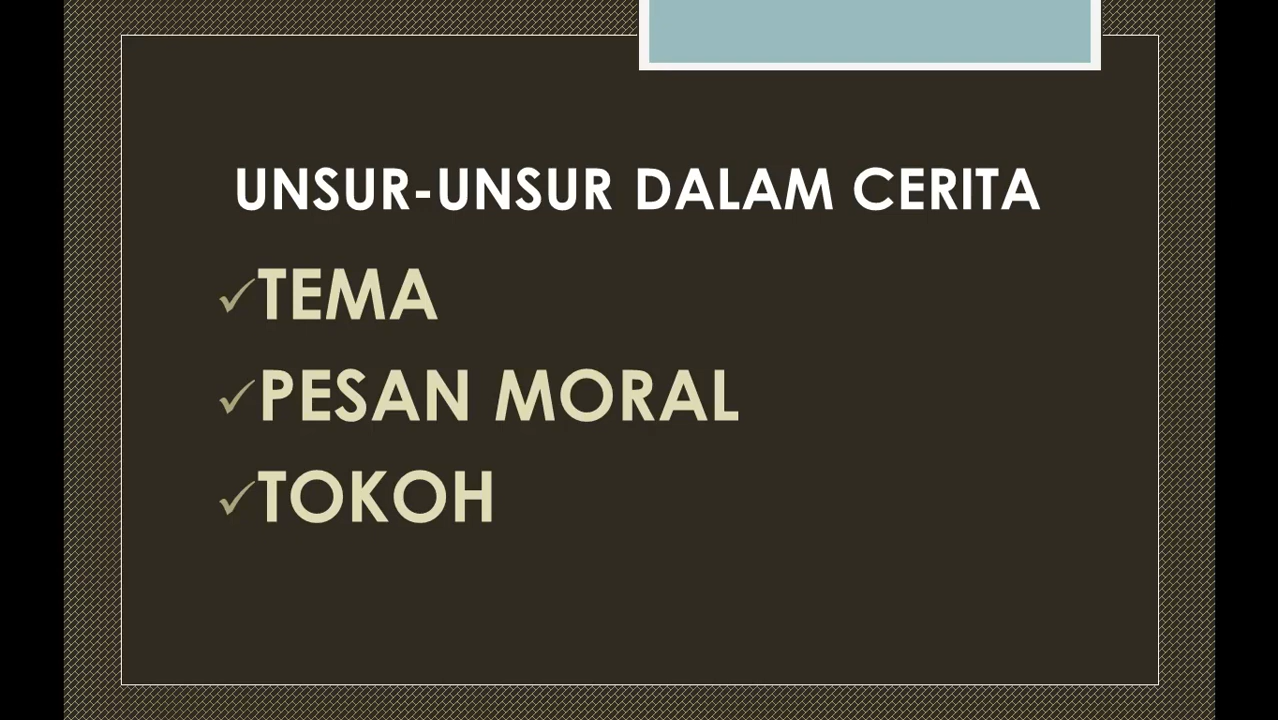 UNSUR-UNSUR DALAM CERITA
✓TEMA
✓PESAN MORAL
✓TOKOH